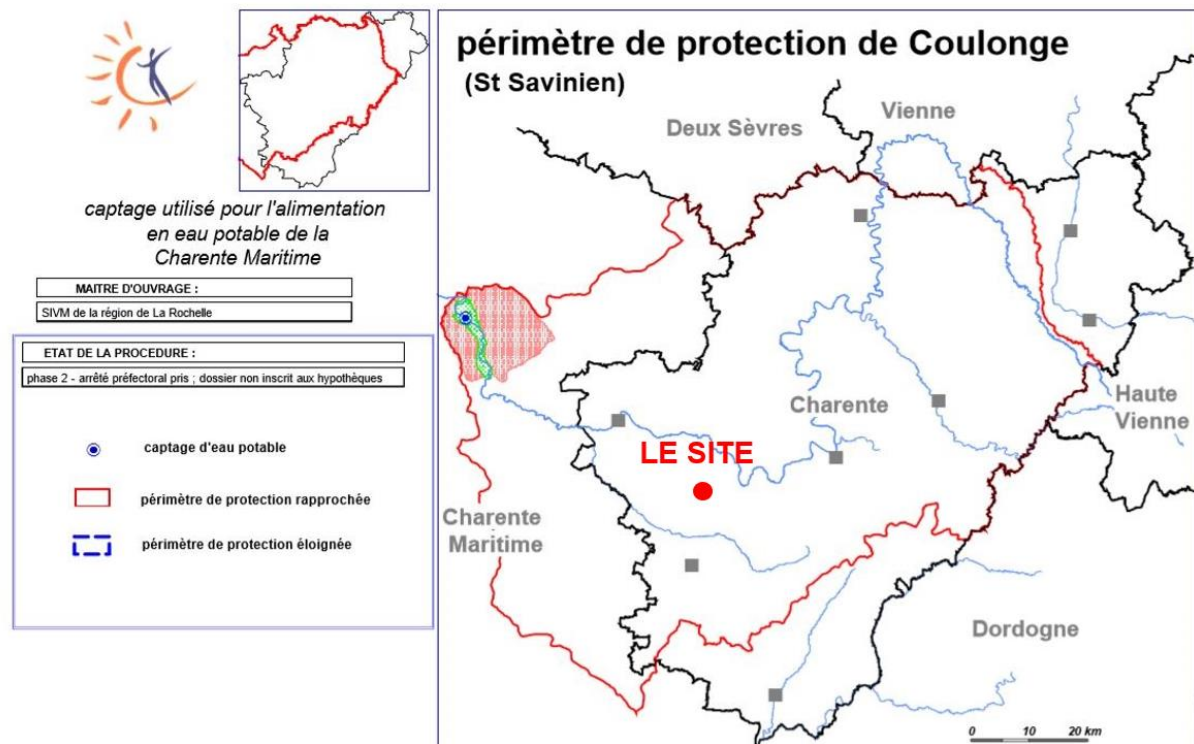 captage utilisé pour l'alimentation
en eau potable de la
Charente Maritime
MAITRE D'OUVRAGE :
SIVM de la région de La Rochelle
ETAT DE LA PROCEDURE :
phase 2 - arrêté préfectoral pris ; dossier non inscrit aux hypothèques
captage d'eau potable
périmètre de protection rapprochée
périmètre de protection éloignée
périmètre de protection de Coulonge
(St Savinien)
Deux Sèvres
Vienne
Charente
Haute
Vienne
LE SITE
Charente
Maritime
Dordogne
0 10 20 km